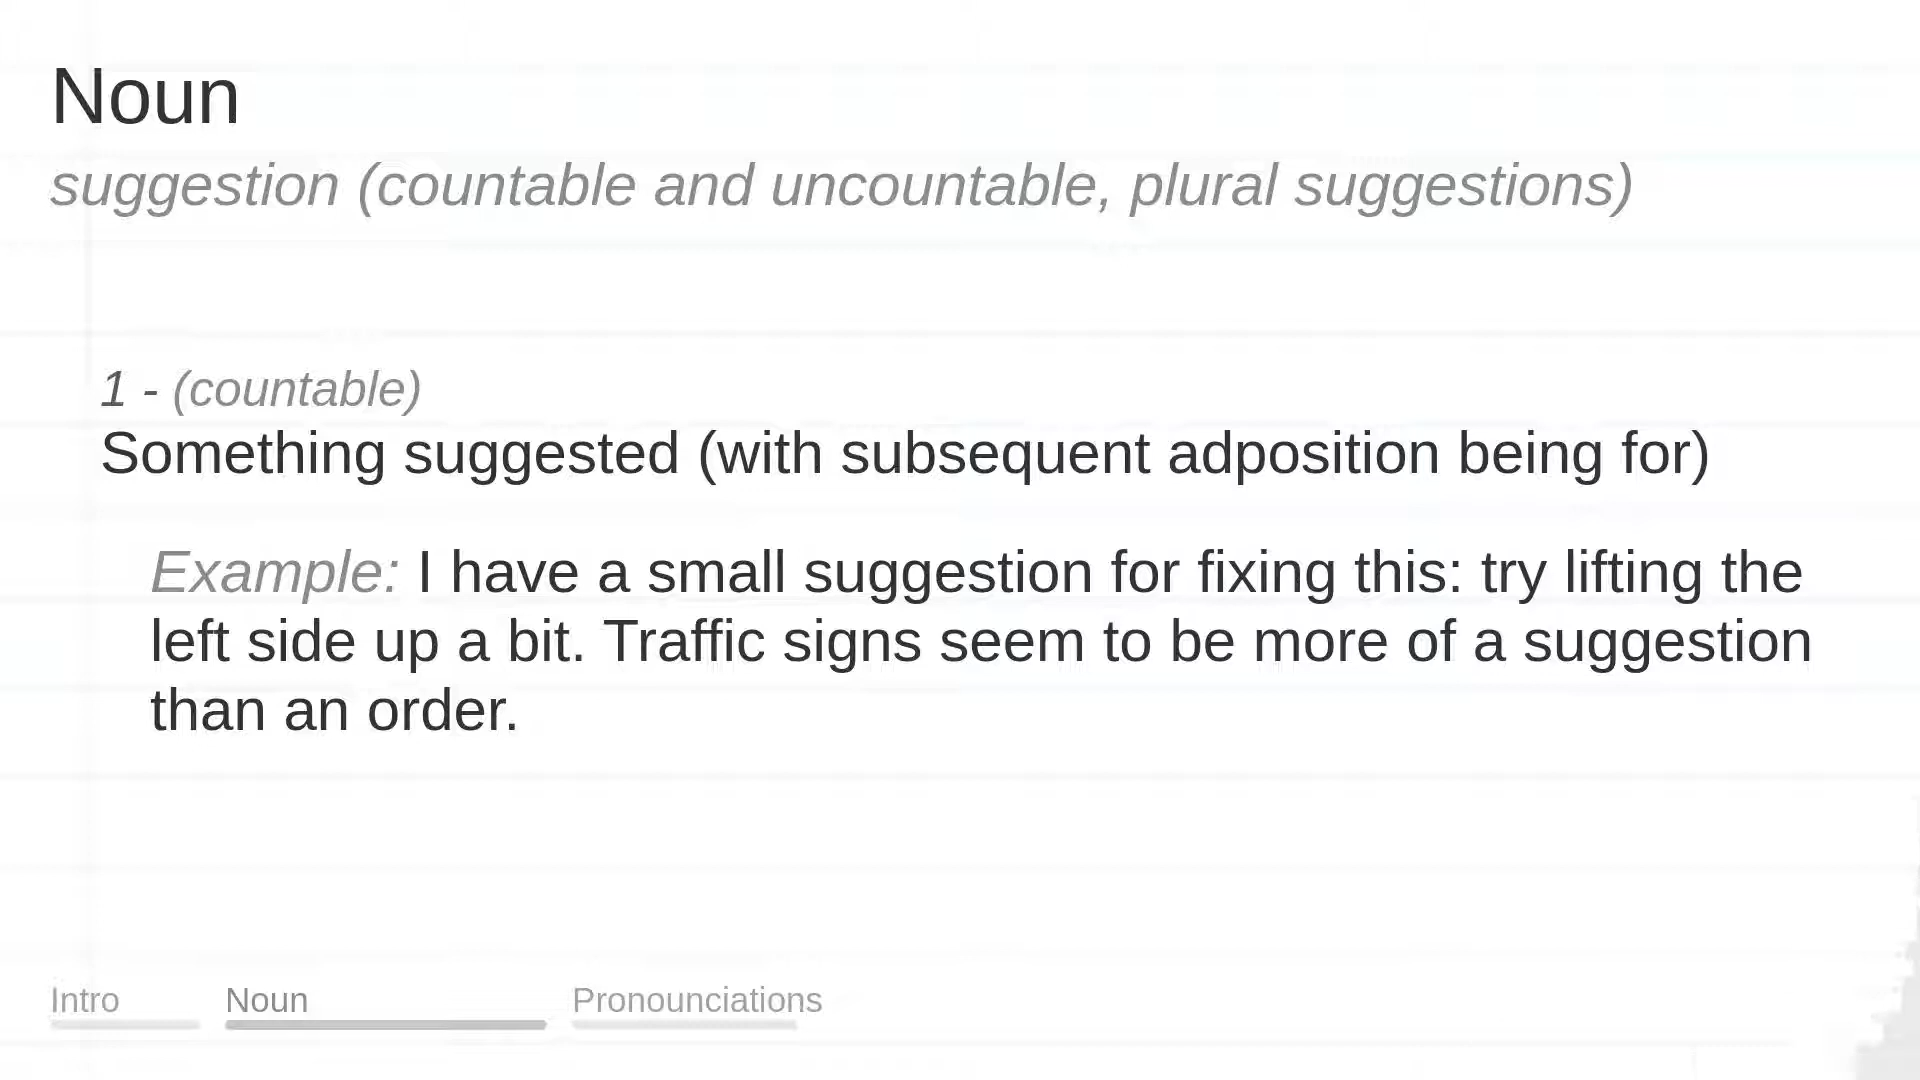 Noun
suggestion (countable and uncountable, plural suggestions)
1 - (countable)
Something suggested (with subsequent adposition being for)
Example: I have a small suggestion for fixing this: try lifting the
left side up a bit. Traffic signs seem to be more of a suggestion
than an order.
Intro Noun Pronounciations